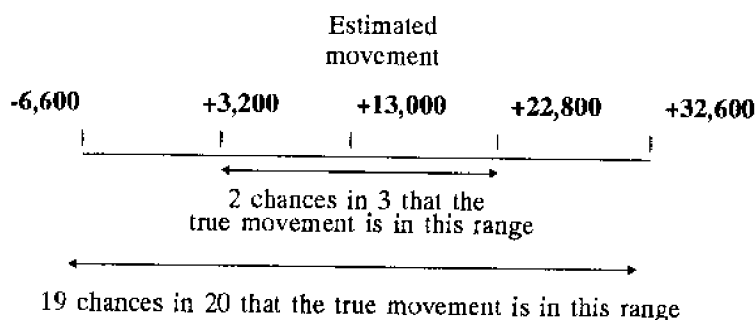 Estimated
movement
-6,600 +3,200 +13,000 +22,800 +32,600
2 chances in 3 that the
true movement is in this range
19 chances in 20 that the true movement is in this range